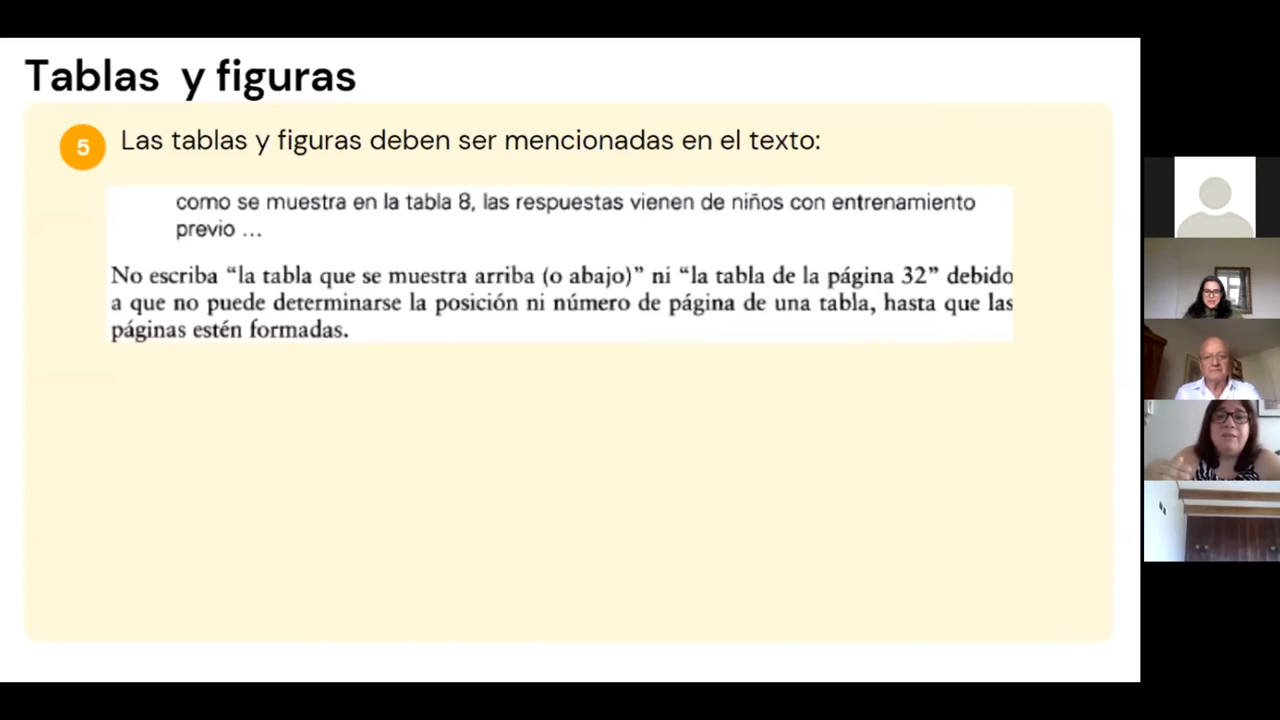 Tablas y figuras
5 Las tablas y figuras deben ser mencionadas en el texto:
como se muestra en la tabla 8, las respuestas vienen de niños con entrenamiento
previo ...
No escriba “la tabla que se muestra arriba (o abajo)” ni “la tabla de la página 32” debido
a que no puede determinarse la posición ni número de página de una tabla, hasta que las
páginas estén formadas.